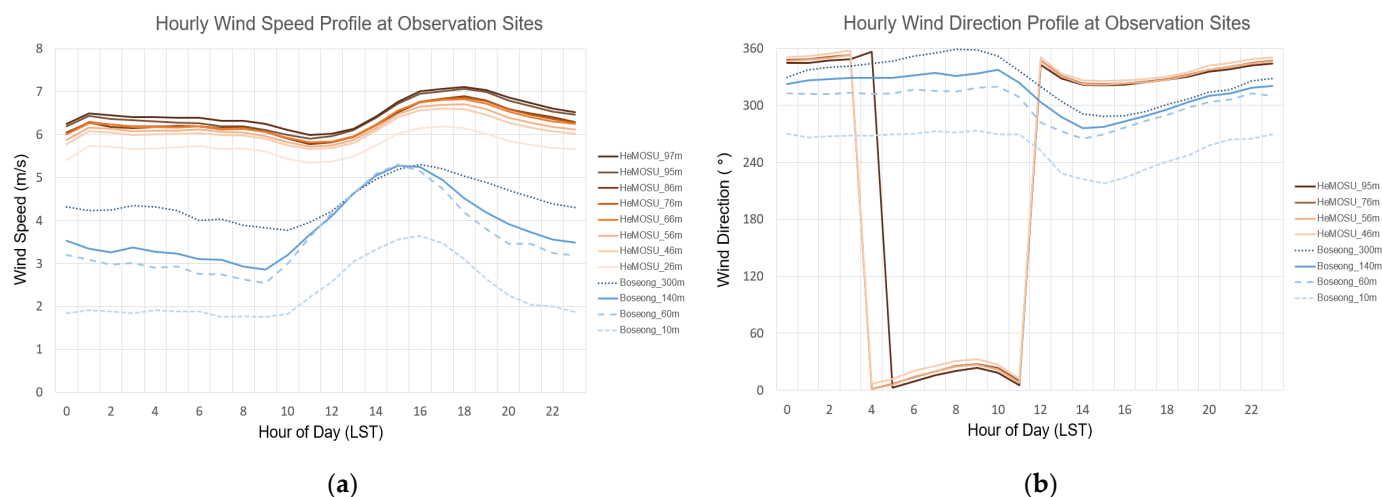 Hourly Wind Speed Profile at Observation Sites
Wind Speed (m/s)
8
7
6
5
4
3
2
1
0
0 2 4 6 8 10 12 14 16 18 20 22
Hour of Day (LST)
HeMOSU_97m
HeMOSU_95m
HeMOSU_86m
HeMOSU_76m
HeMOSU_66m
HeMOSU_56m
HeMOSU_46m
HeMOSU_26m
Boseong_300m
Boseong_140m
Boseong_60m
Boseong_10m
(a)
Hourly Wind Direction Profile at Observation Sites
Wind Direction ( °)
360
300
240
180
120
60
0
0 2 4 6 8 10 12 14 16 18 20 22
Hour of Day (LST)
HeMOSU_95m
HeMOSU_76m
HeMOSU_56m
HeMOSU_46m
Boseong_300m
Boseong_140m
Boseong_60m
Boseong_10m
(b)